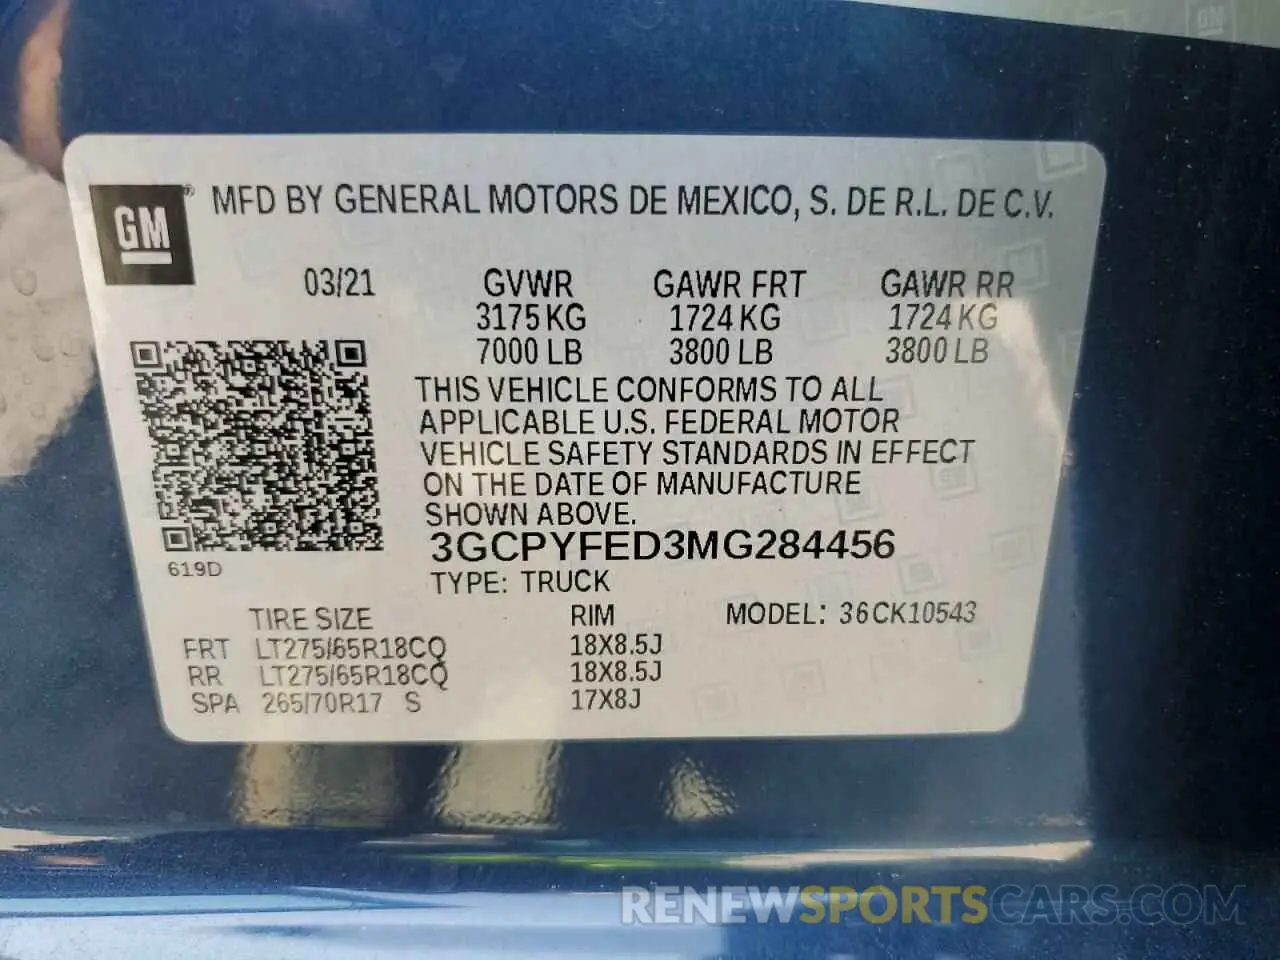 GM® MFD BY GENERAL MOTORS DE MEXICO, S. DE R.L. DE C.V.
03/21 GVWR GAWR FRT GAWR RR
3175 KG 1724 KG 1724 KG
7000 LB 3800 LB 3800 LB
THIS VEHICLE CONFORMS TO ALL
APPLICABLE U.S. FEDERAL MOTOR
VEHICLE SAFETY STANDARDS IN EFFECT
ON THE DATE OF MANUFACTURE
SHOWN ABOVE.
3GCPYFED3MG284456
619D
TYPE: TRUCK
TIRE SIZE RIM MODEL: 36CK10543
FRT LT275/65R18CQ 18X8.5J
RR LT275/65R18CQ 18X8.5J
SPA 265/70R17 S 17X8J
RENEWSPORTSCARS.COM